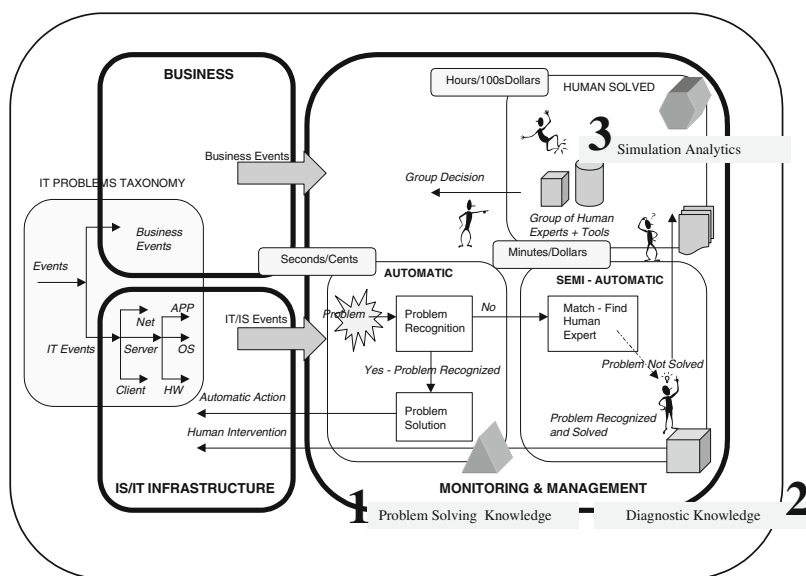 BUSINESS
Hours/100sDollars
HUMAN SOLVED
3
Simulation Analytics
Business Events
IT PROBLEMS TAXONOMY
Group Decision
Group of Human
Experts + Tools
Business
Events
Events
Seconds/Cents
Minutes/Dollars
AUTOMATIC
SEMI - AUTOMATIC
IT/IS Events
Problem
Problem
Recognition
No
Match - Find
Human
Expert
Net
APP
IT Events
Server
OS
Client
HW
Problem Not Solved
Yes - Problem Recognized
Automatic Action
Problem
Solution
Problem Recognized
and Solved
Human Intervention
IS/IT INFRASTRUCTURE
MONITORING & MANAGEMENT
1
Problem Solving Knowledge
Diagnostic Knowledge
2